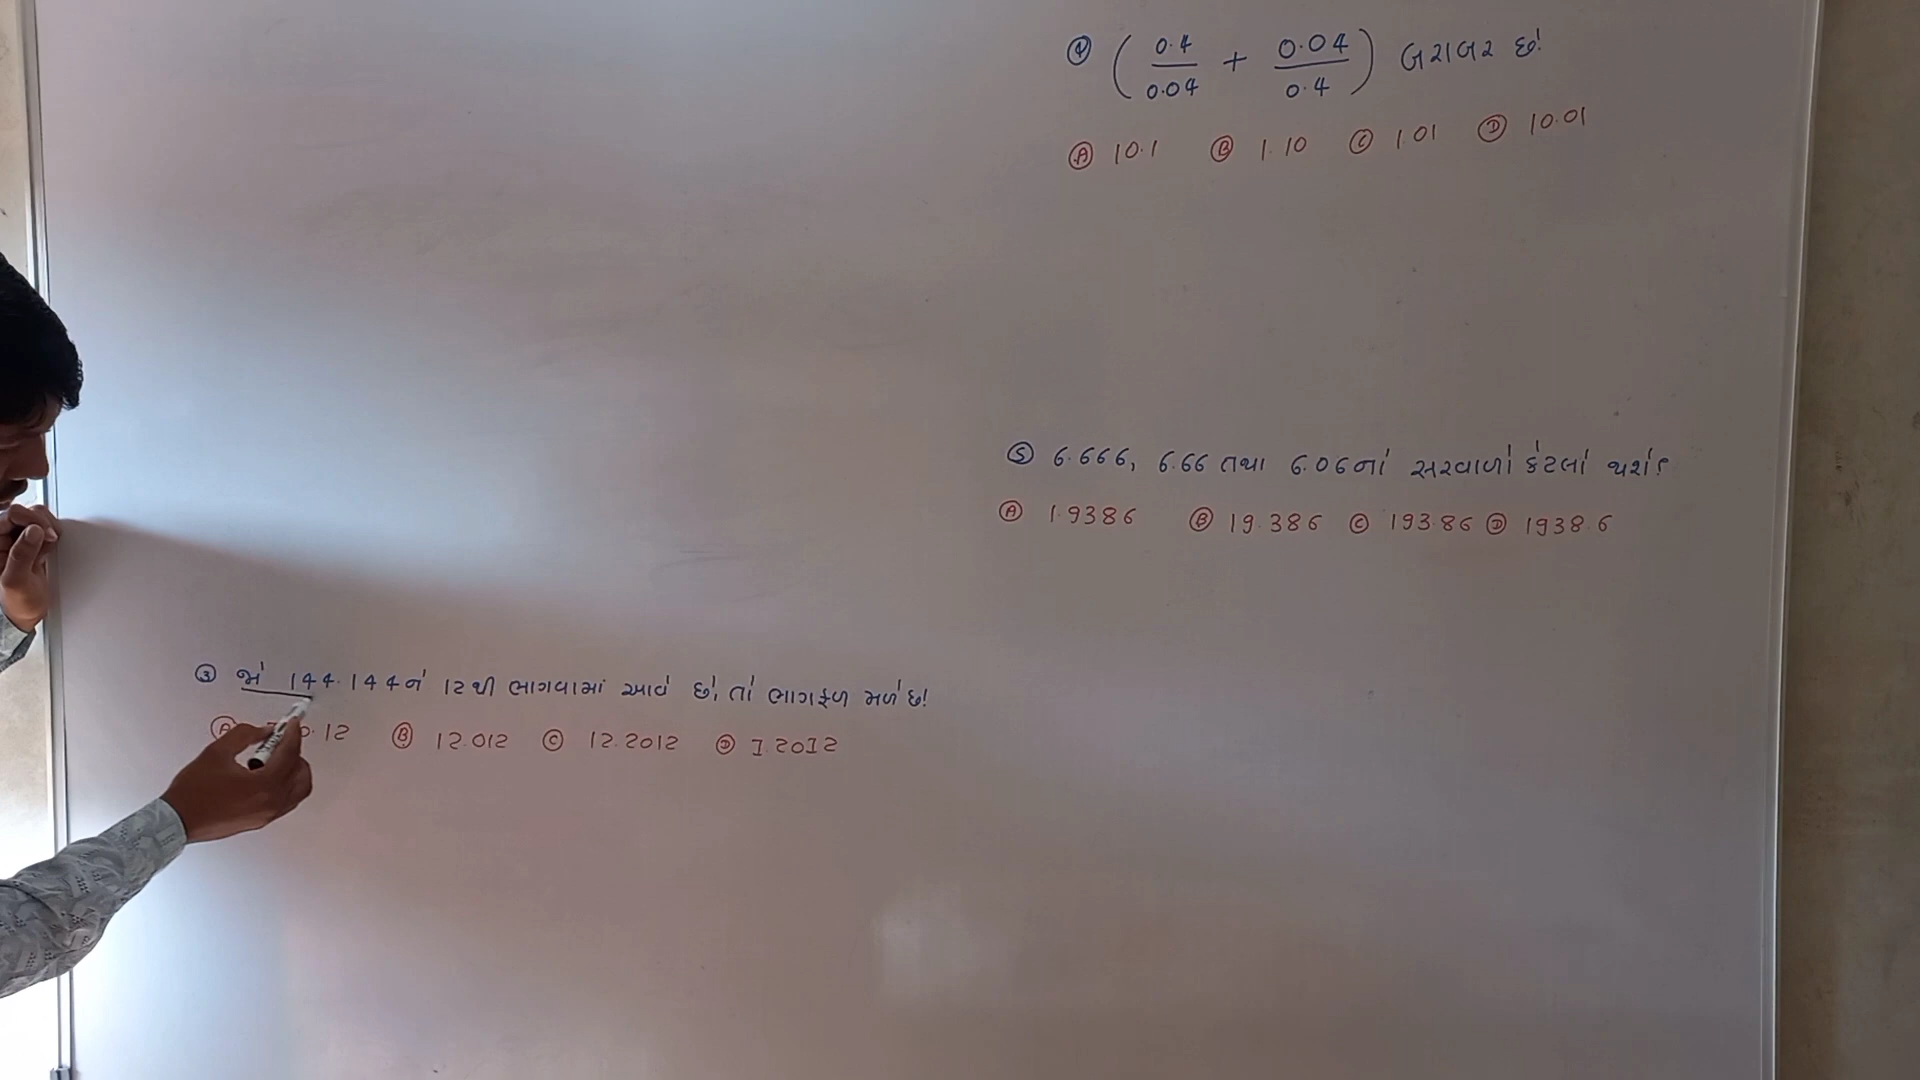 ④ ( 0.4/0.04 + 0.04/0.4 ) બરાબર છે!
Ⓐ 10.1 Ⓑ 1.10 Ⓒ 1.01 Ⓓ 10.01
⑤ 6.666, 6.66 તથા 6.06નો સરવાળો કેટલો થશે?
Ⓐ 1.9386 Ⓑ 19.386 Ⓒ 193.86 Ⓓ 1938.6
③ જો 144.144ને 12થી ભાગવામાં આવે છે, તો ભાગફળ મળે છે!
Ⓐ Ⓑ 12.012 Ⓒ 12.2012 Ⓓ 12012